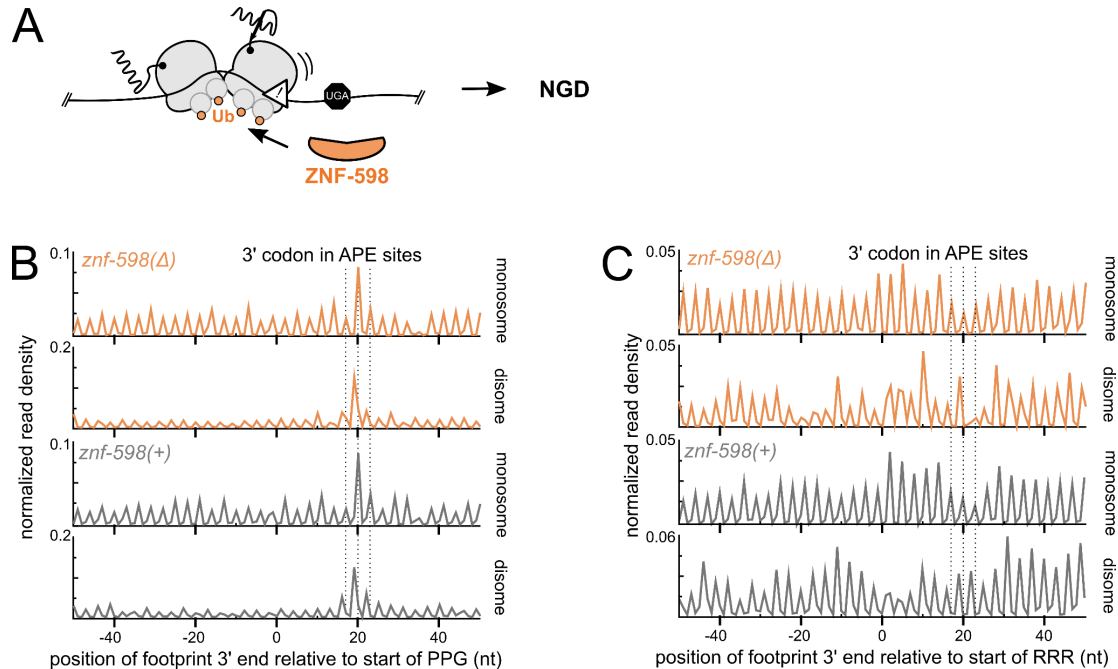 A
!
UGA
NGD
Ub
ZNF-598
B
znf-598(Δ)
3' codon in APE sites
0.1
monosome
0.2
disome
znf-598(+)
0.1
monosome
0.2
disome
normalized read density
-40 -20 0 20 40
position of footprint 3' end relative to start of PPG (nt)
C
znf-598(Δ)
3' codon in APE sites
0.05
monosome
0.05
disome
znf-598(+)
0.05
monosome
0.06
disome
normalized read density
-40 -20 0 20 40
position of footprint 3' end relative to start of RRR (nt)